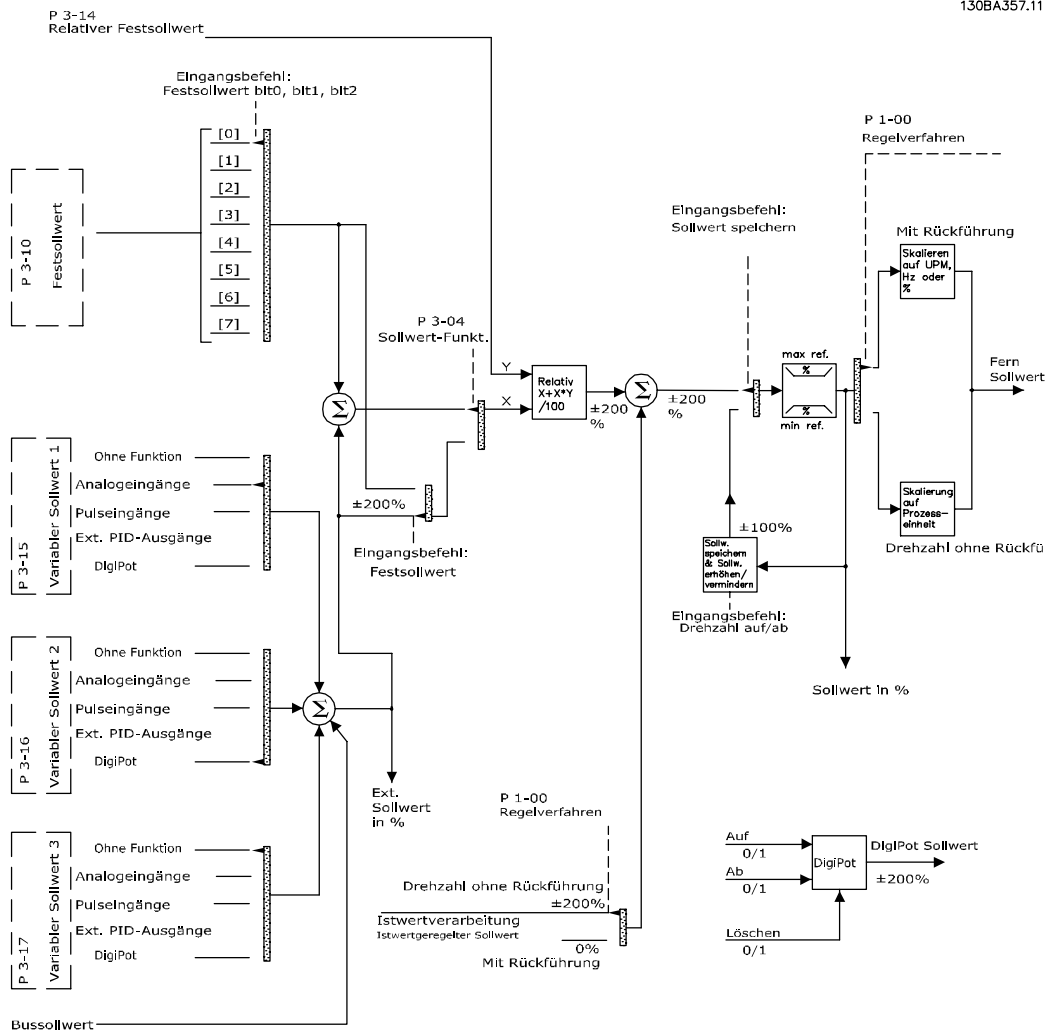 130BA357.11
P 3-14
Relativer Festsollwert
Eingangsbefehl:
Festsollwert bit0, bit1, bit2
[0]
[1]
[2]
[3]
[4]
[5]
[6]
[7]
P 3-10
Festsollwert
P 1-00
Regelverfahren
Eingangsbefehl:
Sollwert speichern
Mit Rückführung
Skalieren
auf UPM,
Hz oder
%
P 3-04
Sollwert-Funkt.
Y
X
Relativ
X+X*Y
/100
±200
%
Σ
±200
%
max ref.
%
%
min ref.
Fern
Sollwert
Σ
P 3-15
Variabler Sollwert 1
Ohne Funktion
Analogeingänge
Pulseingänge
Ext. PID-Ausgänge
DigiPot
±200%
Eingangsbefehl:
Festsollwert
±100%
Sollw.
speichern
& Sollw.
erhöhen/
vermindern
Eingangsbefehl:
Drehzahl auf/ab
Skalierung
auf
Prozess-
einheit
Drehzahl ohne Rückfü
Sollwert in %
P 3-16
Variabler Sollwert 2
Ohne Funktion
Analogeingänge
Pulseingänge
Ext. PID-Ausgänge
DigiPot
Σ
Ext.
Sollwert
in %
P 1-00
Regelverfahren
P 3-17
Variabler Sollwert 3
Ohne Funktion
Analogeingänge
Pulseingänge
Ext. PID-Ausgänge
DigiPot
Drehzahl ohne Rückführung
±200%
Istwertverarbeitung
Istwertgeregelter Sollwert
0%
Mit Rückführung
Auf
0/1
Ab
0/1
Löschen
0/1
DigiPot
DigiPot Sollwert
±200%
Bussollwert